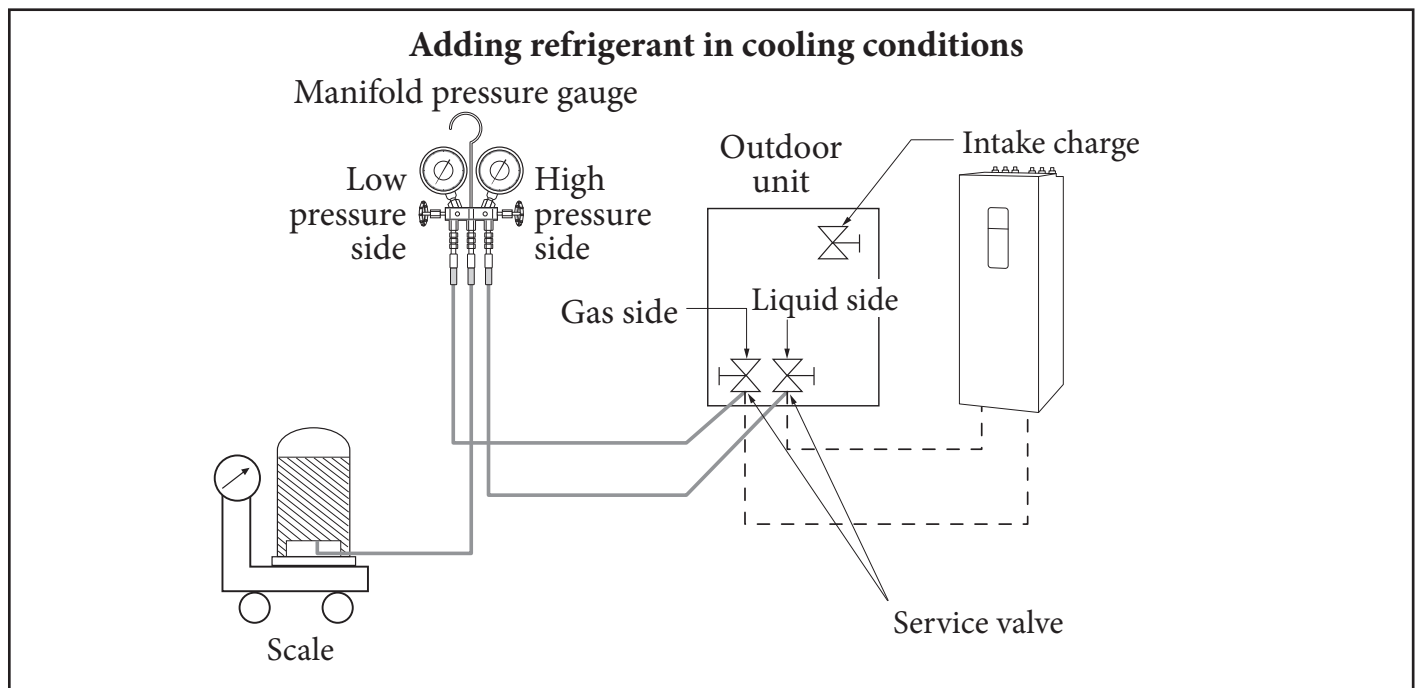 Adding refrigerant in cooling conditions
Manifold pressure gauge
Low
pressure
side
High
pressure
side
Outdoor
unit
Intake charge
Gas side
Liquid side
Service valve
Scale